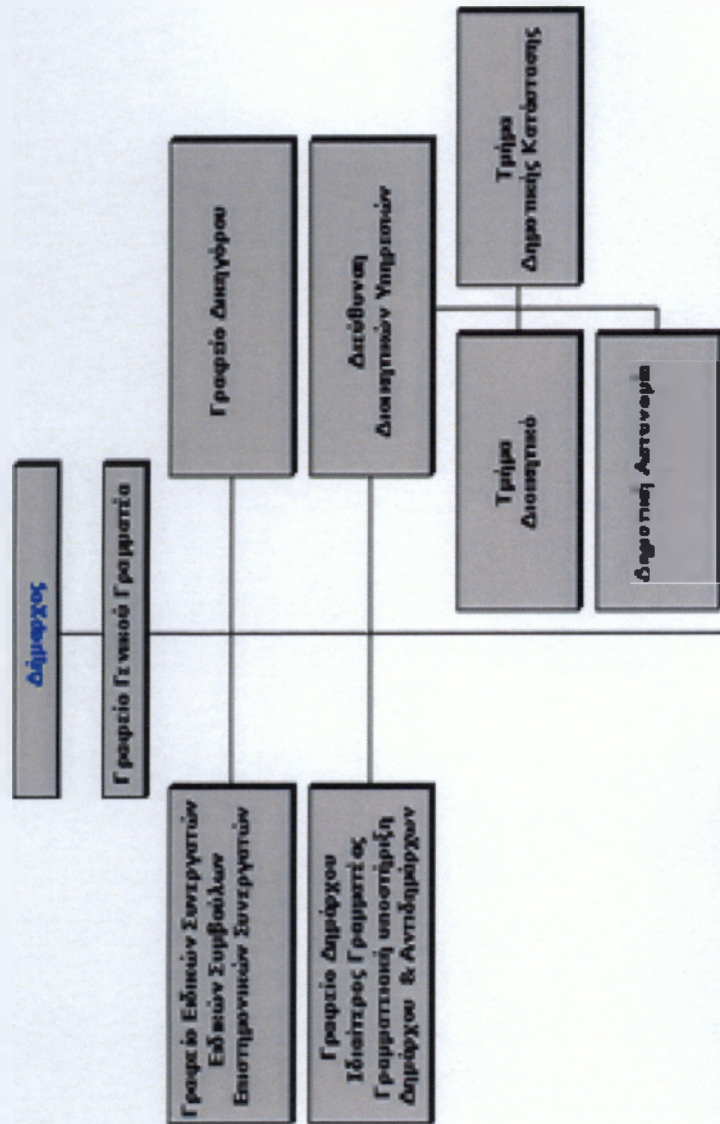 Δήμαρχος
Γραφείο Γενικού Γραμματέα
Γραφείο Ειδικών Συνεργατών
Ειδικών Συμβούλων
Επιστημονικών Συνεργατών
Γραφείο Δικηγόρου
Γραφείο Δημάρχου
Ιδιαίτερος Γραμματέας
Γραμματειακή υποστήριξη
Δημάρχου & Αντιδημάρχων
Διεύθυνση
Διοικητικών Υπηρεσιών
Τμήμα
Διοικητικό
Τμήμα
Δημοτικής Κατάστασης
Δημοτική Αστυνομία